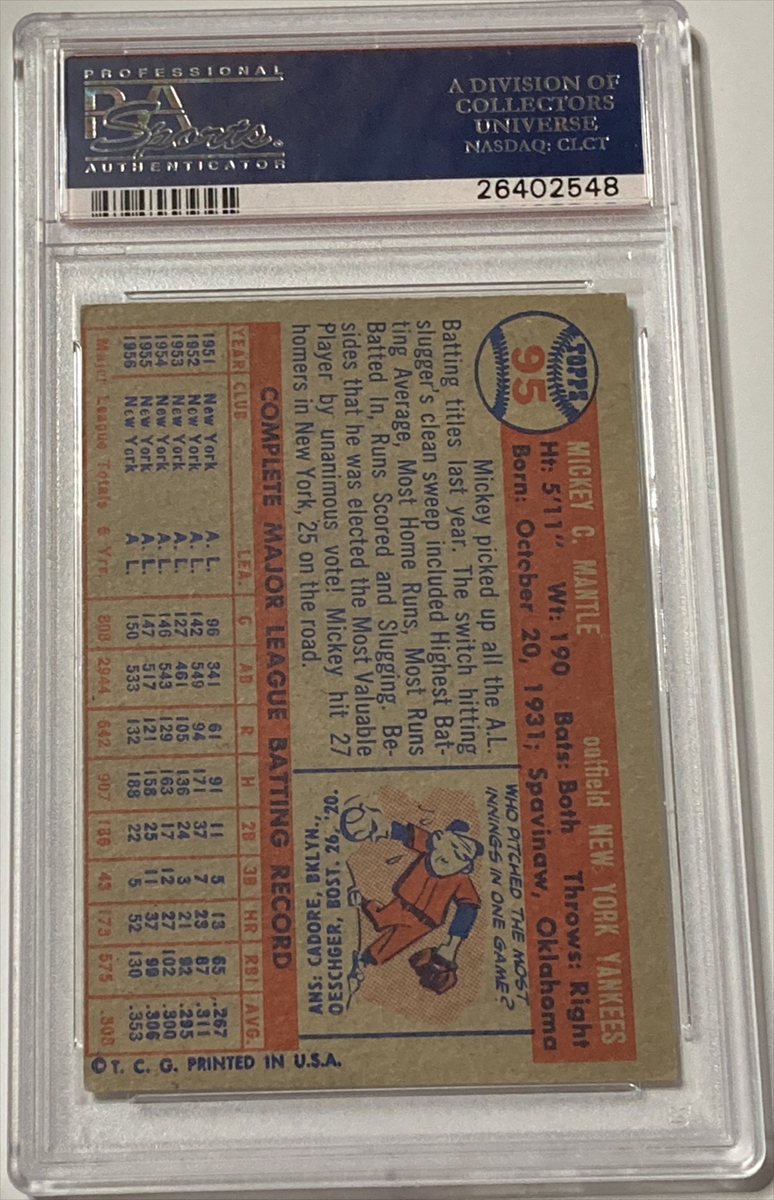 PROFESSIONAL
PSA
Sports
AUTHENTICATOR
A DIVISION OF
COLLECTORS
UNIVERSE
NASDAQ: CLCT
26402548
TOPPS
95
MICKEY C. MANTLE outfield NEW YORK YANKEES
Ht: 5'11" Wt: 190 Bats: Both Throws: Right
Born: October 20, 1931; Spavinaw, Oklahoma
Mickey picked up all the A.L.
Batting titles last year. The switch hitting
slugger's clean sweep included Highest Bat-
ting Average, Most Home Runs, Most Runs
Batted In, Runs Scored and Slugging. Be-
sides that he was elected the Most Valuable
Player by unanimous vote! Mickey hit 27
homers in New York, 25 on the road.
WHO PITCHED THE MOST
INNINGS IN ONE GAME?
ANS: CADORE, BKLYN.,
OESCHGER, BOST. 26, '20.
COMPLETE MAJOR LEAGUE BATTING RECORD
YEAR CLUB LEA. G AB R H 2B 3B HR RBI AVG.
1951 New York A. L. 96 341 61 91 11 5 13 65 .267
1952 New York A. L. 142 549 94 171 37 7 23 87 .311
1953 New York A. L. 127 461 105 136 24 3 21 92 .295
1954 New York A. L. 146 543 129 163 17 12 27 102 .300
1955 New York A. L. 147 517 121 158 25 11 37 99 .306
1956 New York A. L. 150 533 132 188 22 5 52 130 .353
Major League Totals 6 Yrs. 808 2944 642 907 136 43 173 575 .308
© T. C. G. PRINTED IN U.S.A.